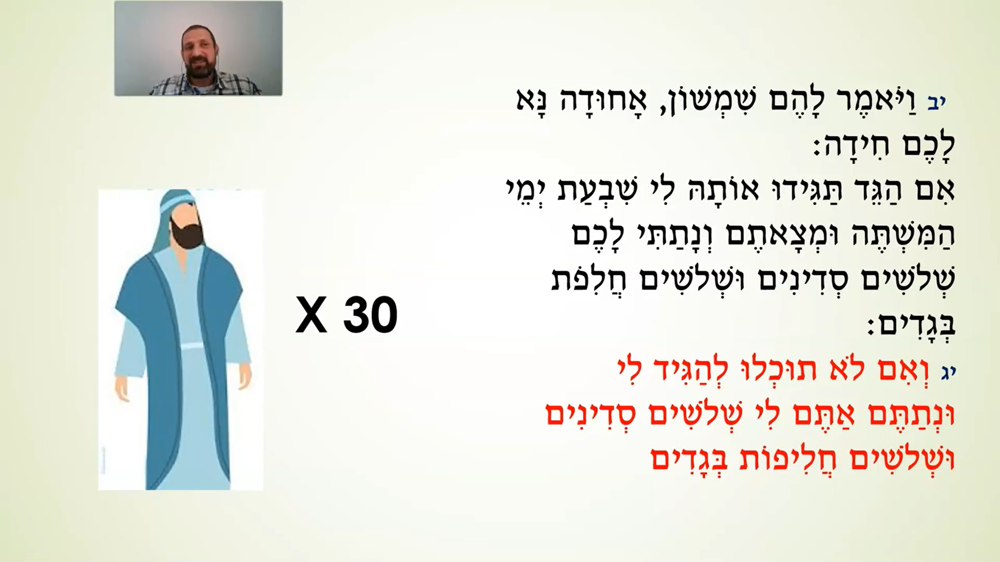 יב וַיֹּאמֶר לָהֶם שִׁמְשׁוֹן, אָחוּדָה נָּא
לָכֶם חִידָה:
אִם הַגֵּד תַּגִּידוּ אוֹתָהּ לִי שִׁבְעַת יְמֵי
הַמִּשְׁתֶּה וּמְצָאתֶם וְנָתַתִּי לָכֶם
שְׁלֹשִׁים סְדִינִים וּשְׁלֹשִׁים חֲלִפֹת
בְּגָדִים:
יג וְאִם לֹא תוּכְלוּ לְהַגִּיד לִי
וּנְתַתֶּם אַתֶּם לִי שְׁלֹשִׁים סְדִינִים
וּשְׁלֹשִׁים חֲלִיפוֹת בְּגָדִים
X 30